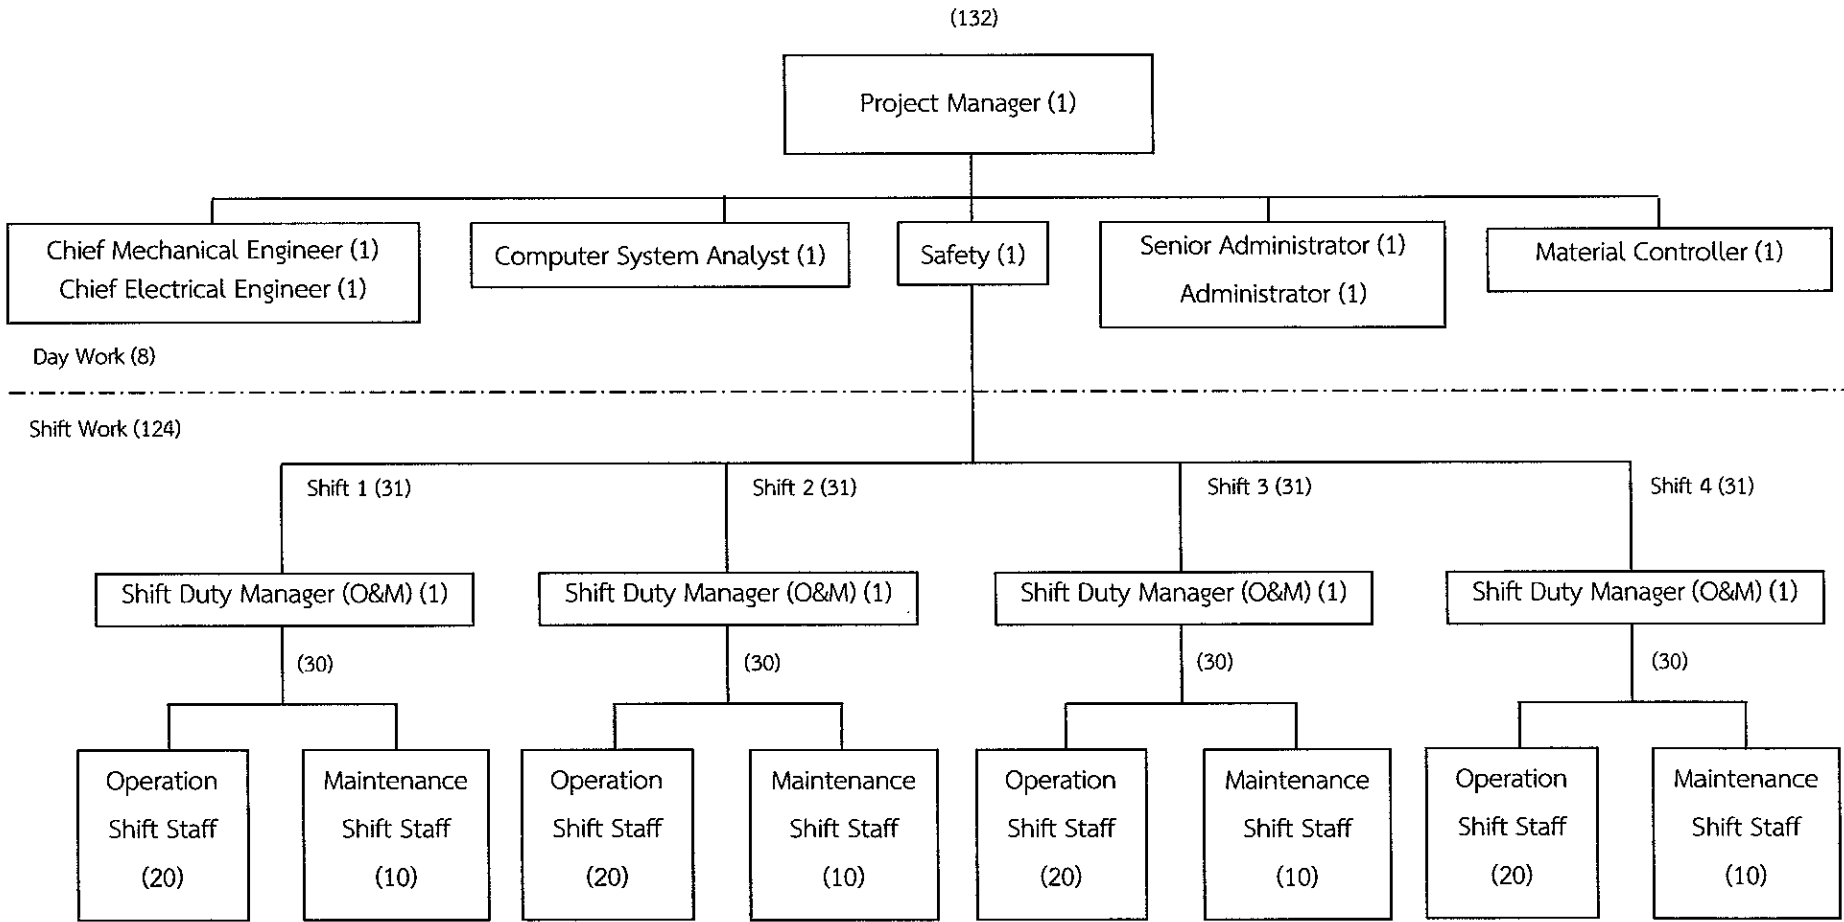 (132)
Project Manager (1)
Chief Mechanical Engineer (1)
Chief Electrical Engineer (1)
Computer System Analyst (1)
Safety (1)
Senior Administrator (1)
Administrator (1)
Material Controller (1)
Day Work (8)
Shift Work (124)
Shift 1 (31)
Shift 2 (31)
Shift 3 (31)
Shift 4 (31)
Shift Duty Manager (O&M) (1)
Shift Duty Manager (O&M) (1)
Shift Duty Manager (O&M) (1)
Shift Duty Manager (O&M) (1)
(30)
(30)
(30)
(30)
Operation
Shift Staff
(20)
Maintenance
Shift Staff
(10)
Operation
Shift Staff
(20)
Maintenance
Shift Staff
(10)
Operation
Shift Staff
(20)
Maintenance
Shift Staff
(10)
Operation
Shift Staff
(20)
Maintenance
Shift Staff
(10)